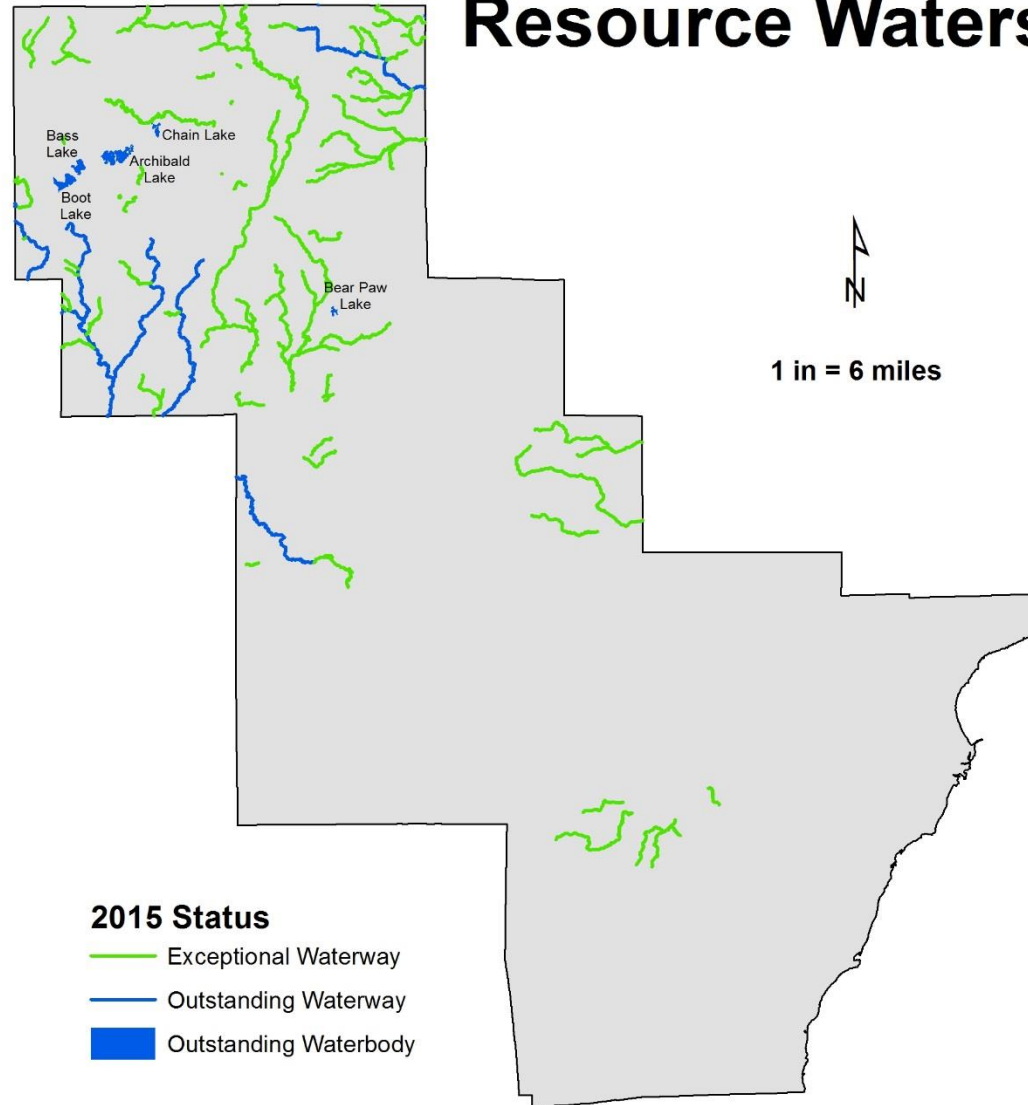 Resource Waters
Chain Lake
Bass
Lake
Archibald
Lake
Boot
Lake
Bear Paw
Lake
N
1 in = 6 miles
2015 Status
Exceptional Waterway
Outstanding Waterway
Outstanding Waterbody